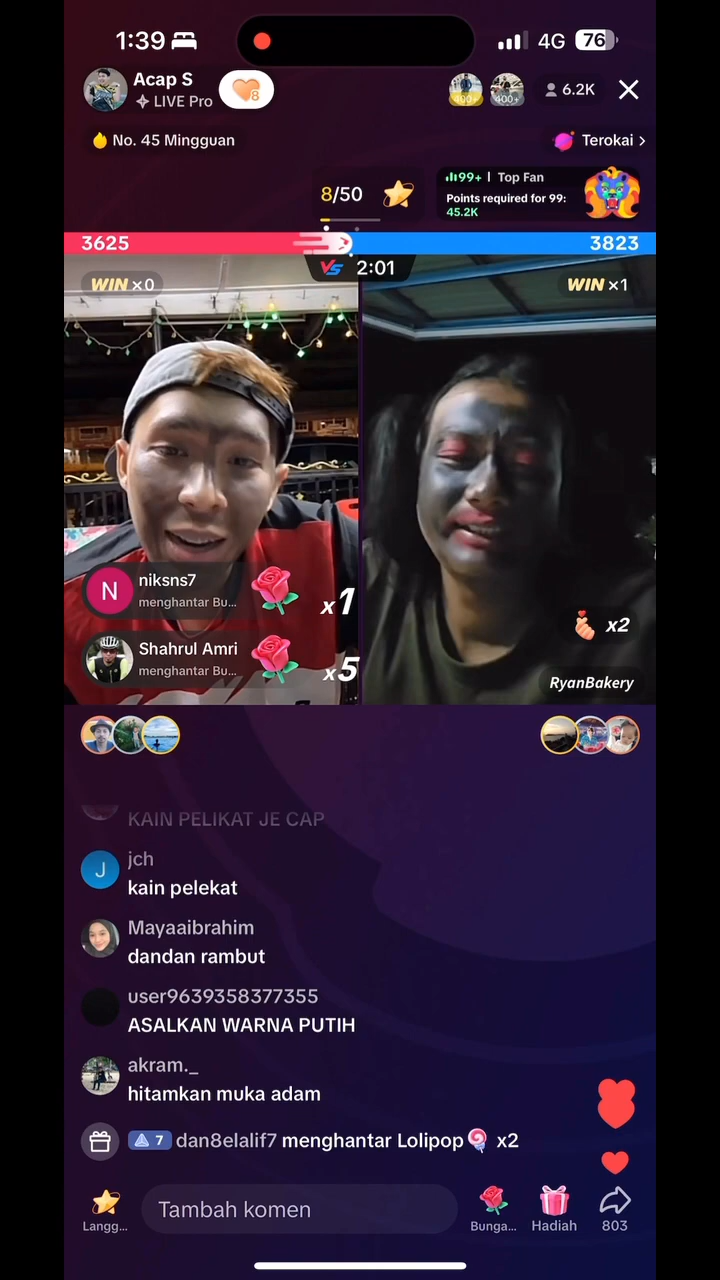 1:39
4G
76
Acap S
LIVE Pro
8
400+
400+
6.2K
No. 45 Mingguan
Terokai
8/50
99+ | Top Fan
Points required for 99:
45.2K
3625
3823
WIN x0
VS 2:01
WIN x1
N
niksns7
menghantar Bu...
x1
Shahrul Amri
menghantar Bu...
x5
x2
RyanBakery
KAIN PELIKAT JE CAP
J
jch
kain pelekat
Mayaaibrahim
dandan rambut
user9639358377355
ASALKAN WARNA PUTIH
akram._
hitamkan muka adam
7 dan8elalif7 menghantar Lolipop x2
Tambah komen
Langg...
Bunga...
Hadiah
803